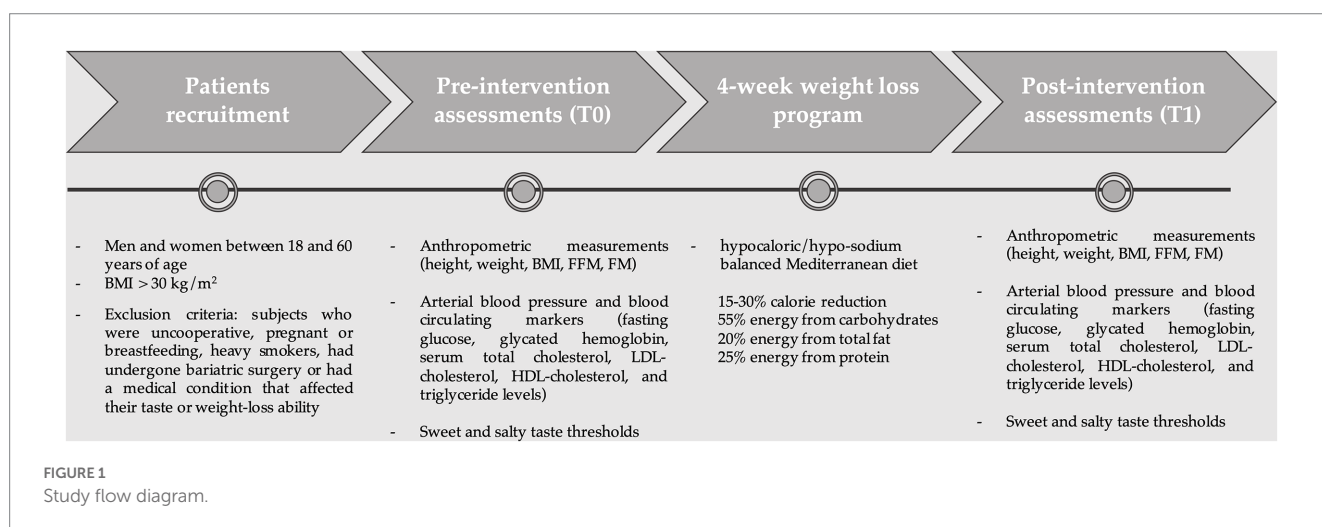 Patients
recruitment
Pre-intervention
assessments (T0)
4-week weight loss
program
Post-intervention
assessments (T1)
- Men and women between 18 and 60
years of age
- BMI > 30 kg/m²
- Exclusion criteria: subjects who
were uncooperative, pregnant or
breastfeeding, heavy smokers, had
undergone bariatric surgery or had
a medical condition that affected
their taste or weight-loss ability
- Anthropometric measurements
(height, weight, BMI, FFM, FM)
- Arterial blood pressure and blood
circulating markers (fasting
glucose, glycated hemoglobin,
serum total cholesterol, LDL-
cholesterol, HDL-cholesterol, and
triglyceride levels)
- Sweet and salty taste thresholds
- hypocaloric/hypo-sodium
balanced Mediterranean diet
15-30% calorie reduction
55% energy from carbohydrates
20% energy from total fat
25% energy from protein
- Anthropometric measurements
(height, weight, BMI, FFM, FM)
- Arterial blood pressure and blood
circulating markers (fasting
glucose, glycated hemoglobin,
serum total cholesterol, LDL-
cholesterol, HDL-cholesterol, and
triglyceride levels)
- Sweet and salty taste thresholds
FIGURE 1
Study flow diagram.